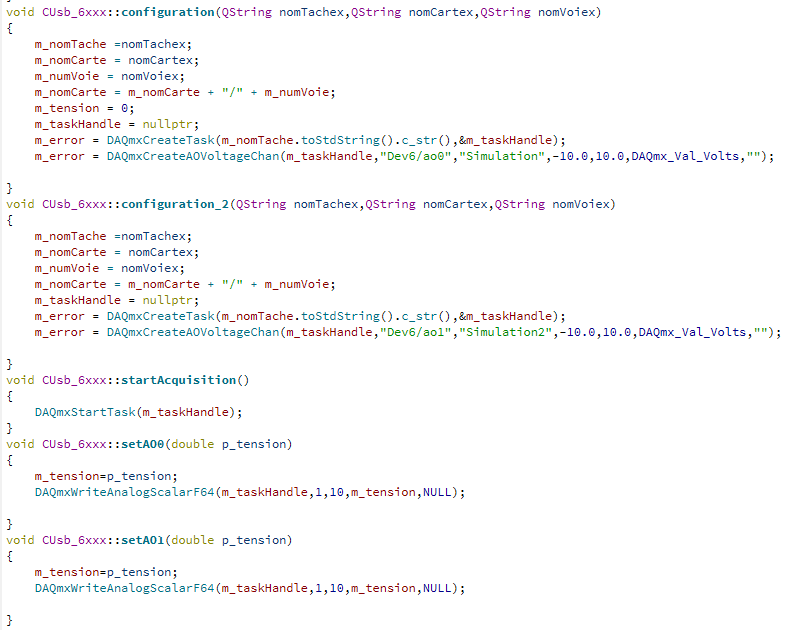 void CUsb_6xxx::configuration(QString nomTachex,QString nomCartex,QString nomVoiex)
{
    m_nomTache =nomTachex;
    m_nomCarte = nomCartex;
    m_numVoie = nomVoiex;
    m_nomCarte = m_nomCarte + "/" + m_numVoie;
    m_tension = 0;
    m_taskHandle = nullptr;
    m_error = DAQmxCreateTask(m_nomTache.toStdString().c_str(),&m_taskHandle);
    m_error = DAQmxCreateAOVoltageChan(m_taskHandle,"Dev6/ao0","Simulation",-10.0,10.0,DAQmx_Val_Volts,"");
}
void CUsb_6xxx::configuration_2(QString nomTachex,QString nomCartex,QString nomVoiex)
{
    m_nomTache =nomTachex;
    m_nomCarte = nomCartex;
    m_numVoie = nomVoiex;
    m_nomCarte = m_nomCarte + "/" + m_numVoie;
    m_taskHandle = nullptr;
    m_error = DAQmxCreateTask(m_nomTache.toStdString().c_str(),&m_taskHandle);
    m_error = DAQmxCreateAOVoltageChan(m_taskHandle,"Dev6/ao1","Simulation2",-10.0,10.0,DAQmx_Val_Volts,"");
}
void CUsb_6xxx::startAcquisition()
{
    DAQmxStartTask(m_taskHandle);
}
void CUsb_6xxx::setAO0(double p_tension)
{
    m_tension=p_tension;
    DAQmxWriteAnalogScalarF64(m_taskHandle,1,10,m_tension,NULL);
}
void CUsb_6xxx::setAO1(double p_tension)
{
    m_tension=p_tension;
    DAQmxWriteAnalogScalarF64(m_taskHandle,1,10,m_tension,NULL);
}